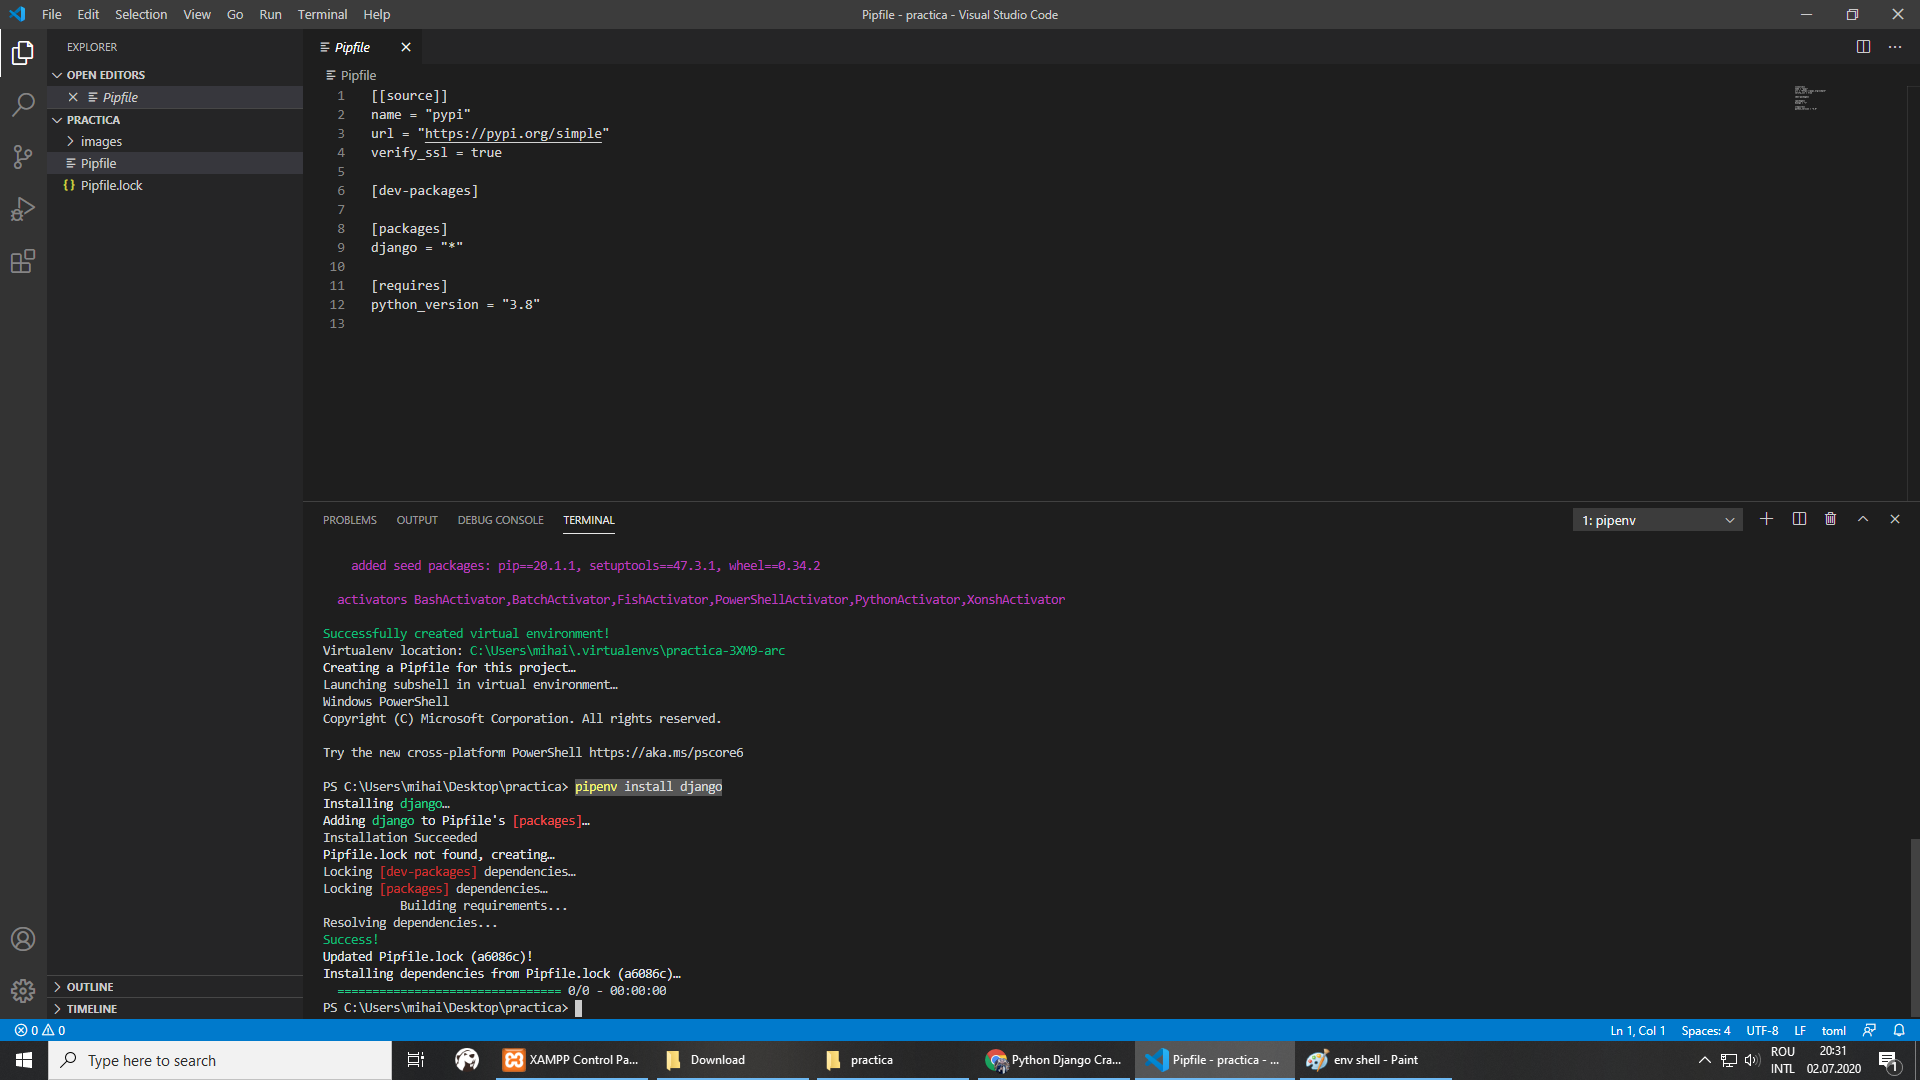 File Edit Selection View Go Run Terminal Help
Pipfile - practica - Visual Studio Code
EXPLORER
OPEN EDITORS
Pipfile
PRACTICA
images
Pipfile
Pipfile.lock
OUTLINE
TIMELINE
Pipfile
Pipfile
1 [[source]]
2 name = "pypi"
3 url = "https://pypi.org/simple"
4 verify_ssl = true
5
6 [dev-packages]
7
8 [packages]
9 django = "*"
10
11 [requires]
12 python_version = "3.8"
13
PROBLEMS OUTPUT DEBUG CONSOLE TERMINAL
1: pipenv
added seed packages: pip==20.1.1, setuptools==47.3.1, wheel==0.34.2
activators BashActivator,BatchActivator,FishActivator,PowerShellActivator,PythonActivator,XonshActivator
Successfully created virtual environment!
Virtualenv location: C:\Users\mihai\.virtualenvs\practica-3XM9-arc
Creating a Pipfile for this project…
Launching subshell in virtual environment…
Windows PowerShell
Copyright (C) Microsoft Corporation. All rights reserved.
Try the new cross-platform PowerShell https://aka.ms/pscore6
PS C:\Users\mihai\Desktop\practica> pipenv install django
Installing django…
Adding django to Pipfile's [packages]…
Installation Succeeded
Pipfile.lock not found, creating…
Locking [dev-packages] dependencies…
Locking [packages] dependencies…
Building requirements...
Resolving dependencies...
Success!
Updated Pipfile.lock (a6086c)!
Installing dependencies from Pipfile.lock (a6086c)…
================================ 0/0 - 00:00:00
PS C:\Users\mihai\Desktop\practica>
0 0
Ln 1, Col 1 Spaces: 4 UTF-8 LF toml
Type here to search
XAMPP Control Pa...
Download
practica
Python Django Cra...
Pipfile - practica - ...
env shell - Paint
ROU
INTL
20:31
02.07.2020
1